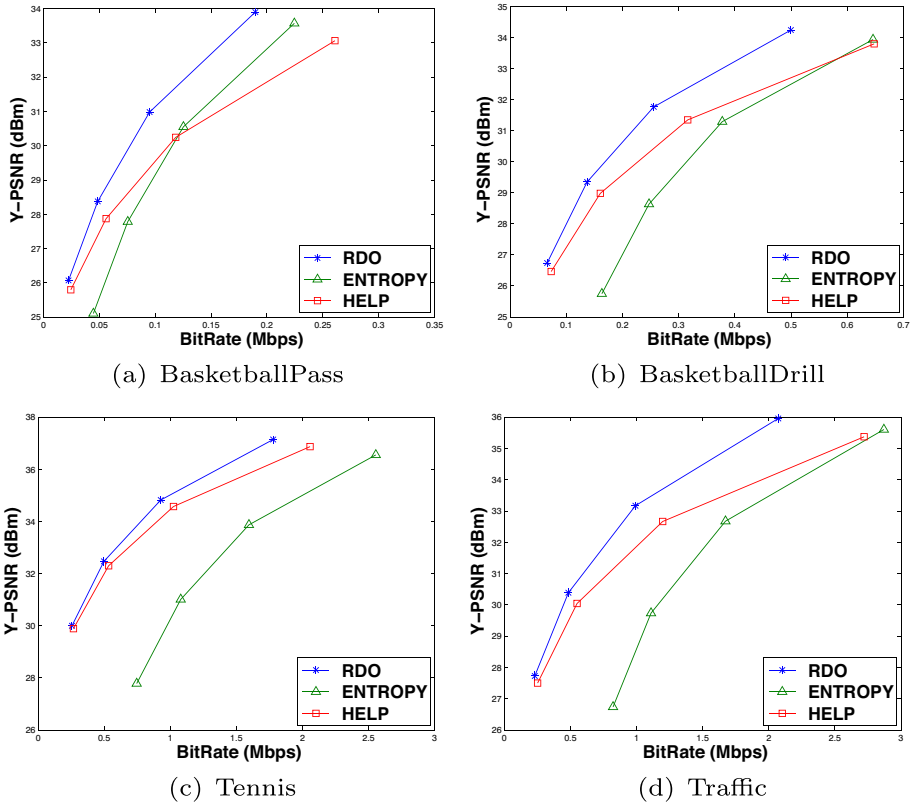 34
33
32
31
30
29
28
27
26
25
Y-PSNR (dBm)
0 0.05 0.1 0.15 0.2 0.25 0.3 0.35
BitRate (Mbps)
RDO
ENTROPY
HELP
(a) BasketballPass
35
34
33
32
31
30
29
28
27
26
25
Y-PSNR (dBm)
0 0.1 0.2 0.3 0.4 0.5 0.6 0.7
BitRate (Mbps)
RDO
ENTROPY
HELP
(b) BasketballDrill
38
36
34
32
30
28
26
Y-PSNR (dBm)
0 0.5 1 1.5 2 2.5 3
BitRate (Mbps)
RDO
ENTROPY
HELP
(c) Tennis
36
35
34
33
32
31
30
29
28
27
26
Y-PSNR (dBm)
0 0.5 1 1.5 2 2.5 3
BitRate (Mbps)
RDO
ENTROPY
HELP
(d) Traffic